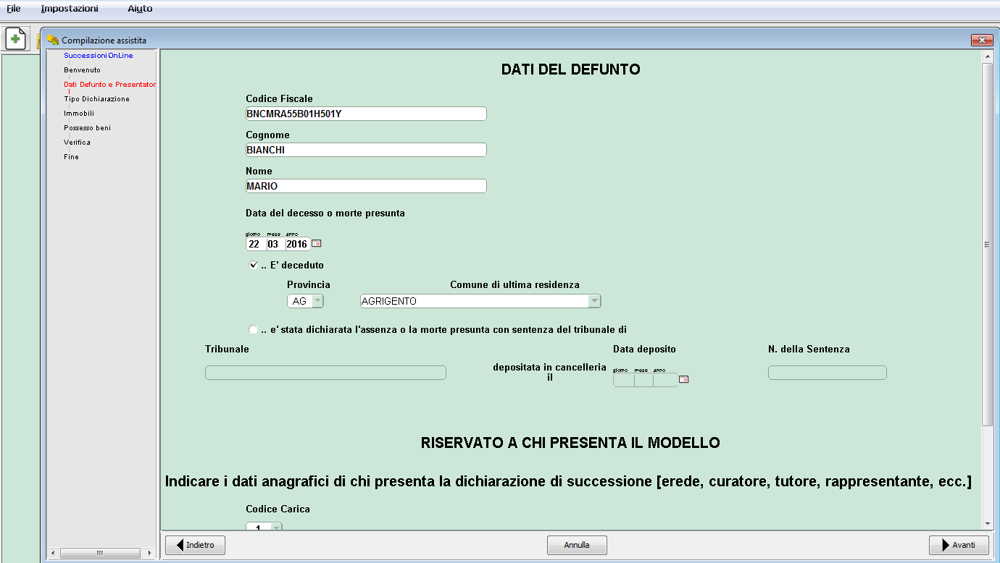 File Impostazioni Aiuto
Compilazione assistita
SuccessioniOnLine
Benvenuto
Dati Defunto e Presentator
Tipo Dichiarazione
Immobili
Possesso beni
Verifica
Fine
DATI DEL DEFUNTO
Codice Fiscale
BNCMRA55B01H501Y
Cognome
BIANCHI
Nome
MARIO
Data del decesso o morte presunta
giorno mese anno
22 03 2016
.. E' deceduto
Provincia Comune di ultima residenza
AG AGRIGENTO
.. e' stata dichiarata l'assenza o la morte presunta con sentenza del tribunale di
Tribunale Data deposito N. della Sentenza
depositata in cancelleria
il
giorno mese anno
RISERVATO A CHI PRESENTA IL MODELLO
Indicare i dati anagrafici di chi presenta la dichiarazione di successione [erede, curatore, tutore, rappresentante, ecc.]
Codice Carica
1
Indietro Annulla Avanti